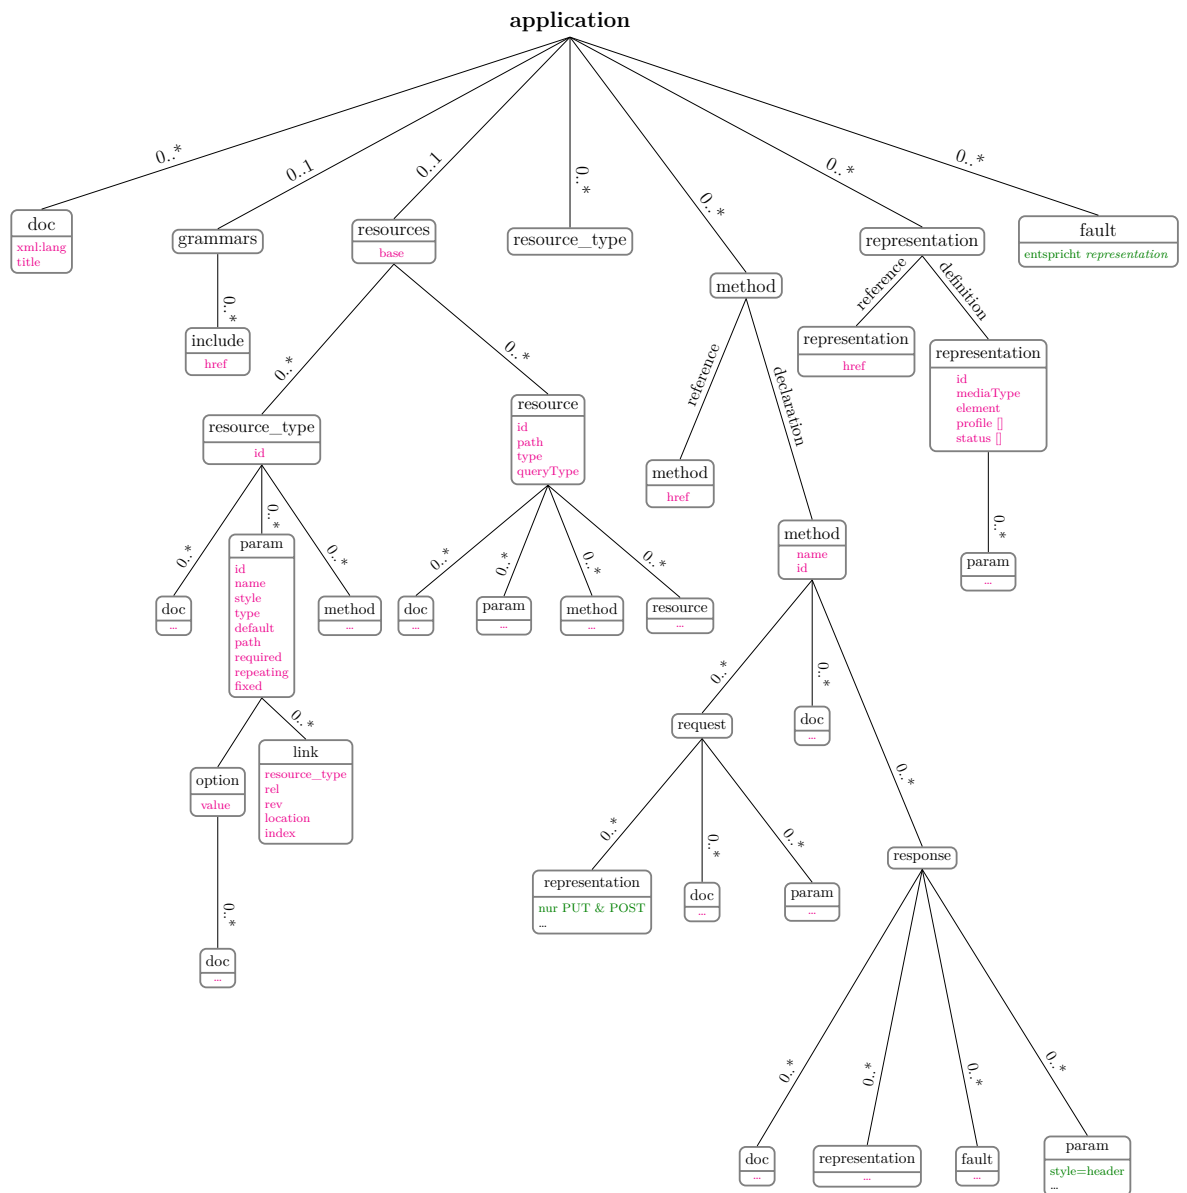 application
0..*
0..1
0..1
0..*
0..*
0..*
0..*
doc
xml:lang
title
grammars
0..*
include
href
resources
base
resource_type
method
representation
fault
entspricht representation
reference
definition
representation
href
representation
id
mediaType
element
profile []
status []
0..*
param
...
0..*
0..*
resource_type
id
resource
id
path
type
queryType
reference
declaration
method
href
method
name
id
0..*
0..*
0..*
doc
...
param
id
name
style
type
default
path
required
repeating
fixed
method
...
0..*
0..*
0..*
0..*
doc
...
param
...
method
...
resource
...
0..*
option
value
link
resource_type
rel
rev
location
index
0..*
doc
...
0..*
0..*
0..*
request
doc
...
response
0..*
0..*
0..*
representation
nur PUT & POST
...
doc
...
param
...
0..*
0..*
0..*
0..*
doc
...
representation
...
fault
...
param
style=header
...